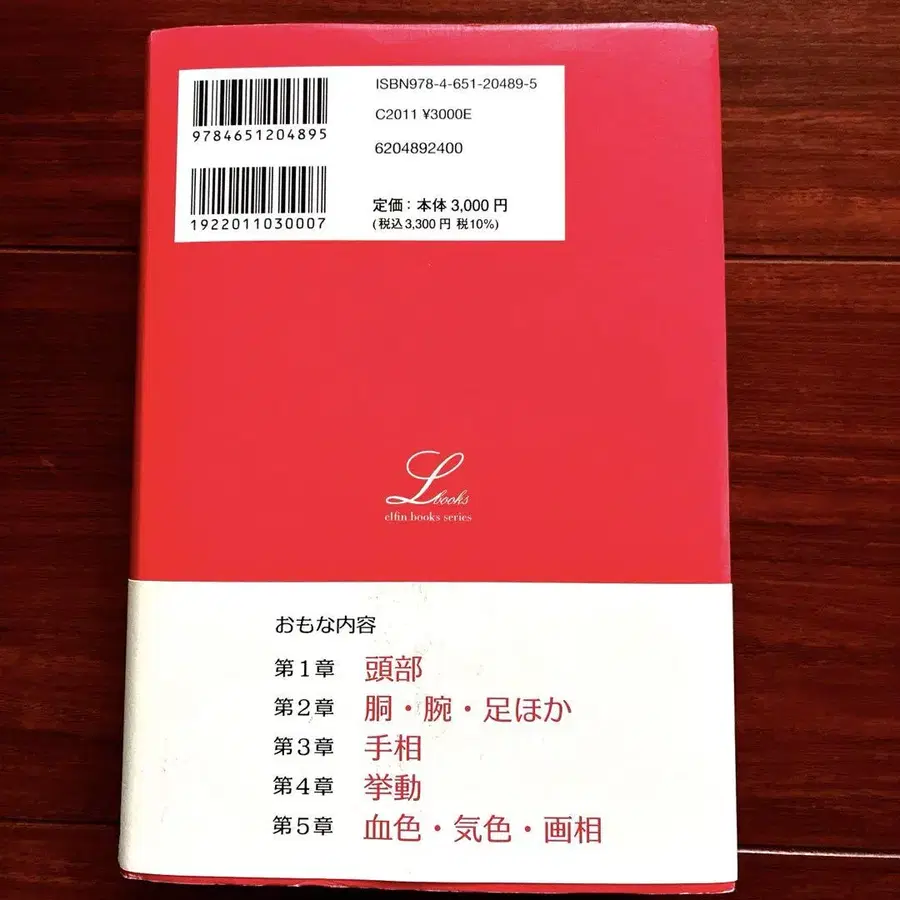 ISBN978-4-651-20489-5
C2011 ¥3000E
6204892400
9784651204895
1922011030007
定価：本体 3,000 円
(税込 3,300 円 税10%)
Lbooks
elfin books series
おもな内容
第1章 頭部
第2章 胴・腕・足ほか
第3章 手相
第4章 挙動
第5章 血色・気色・画相